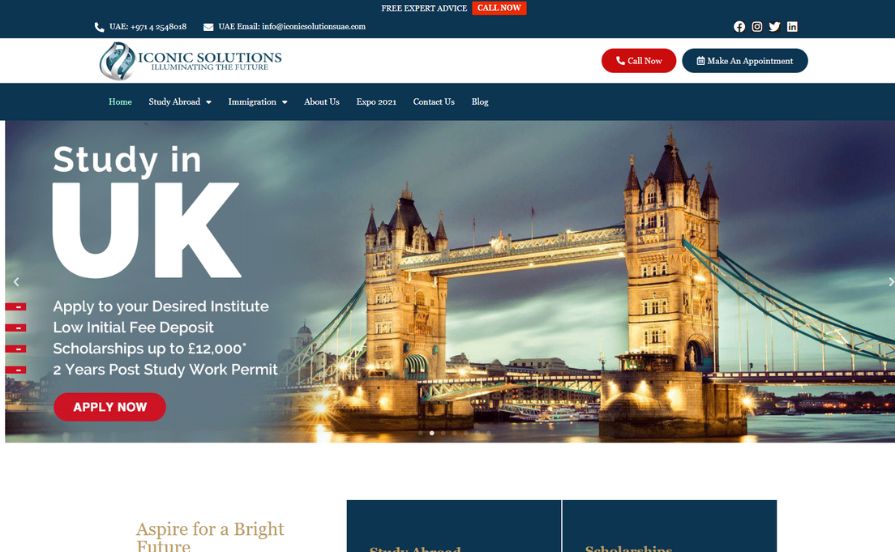 FREE EXPERT ADVICE CALL NOW
UAE: +971 4 2548018 UAE Email: info@iconicsolutionsuae.com
ICONIC SOLUTIONS
ILLUMINATING THE FUTURE
Call Now Make An Appointment
Home Study Abroad Immigration About Us Expo 2021 Contact Us Blog
Study in
UK
Apply to your Desired Institute
Low Initial Fee Deposit
Scholarships up to £12,000*
2 Years Post Study Work Permit
APPLY NOW
Aspire for a Bright
Future
Study Abroad
Scholarships